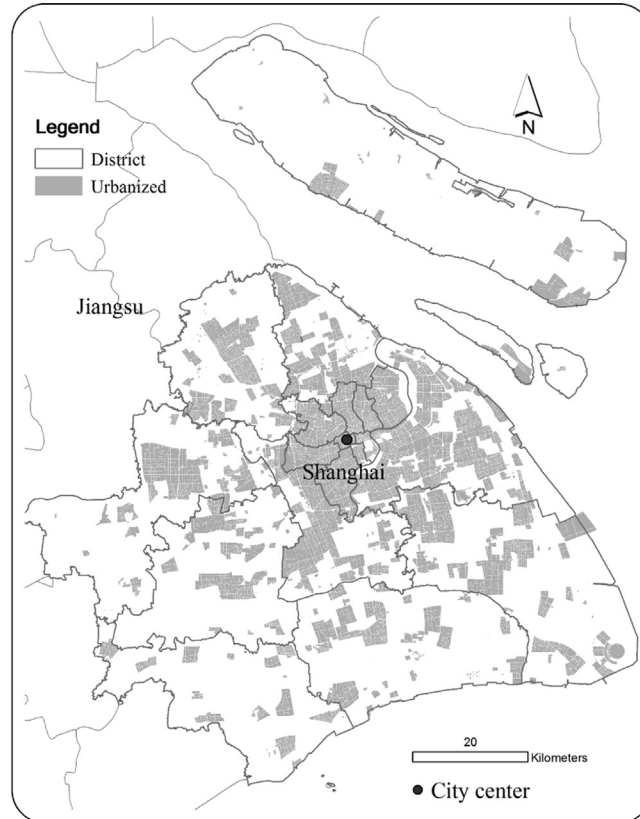 N
Legend
District
Urbanized
Jiangsu
Shanghai
20
Kilometers
City center